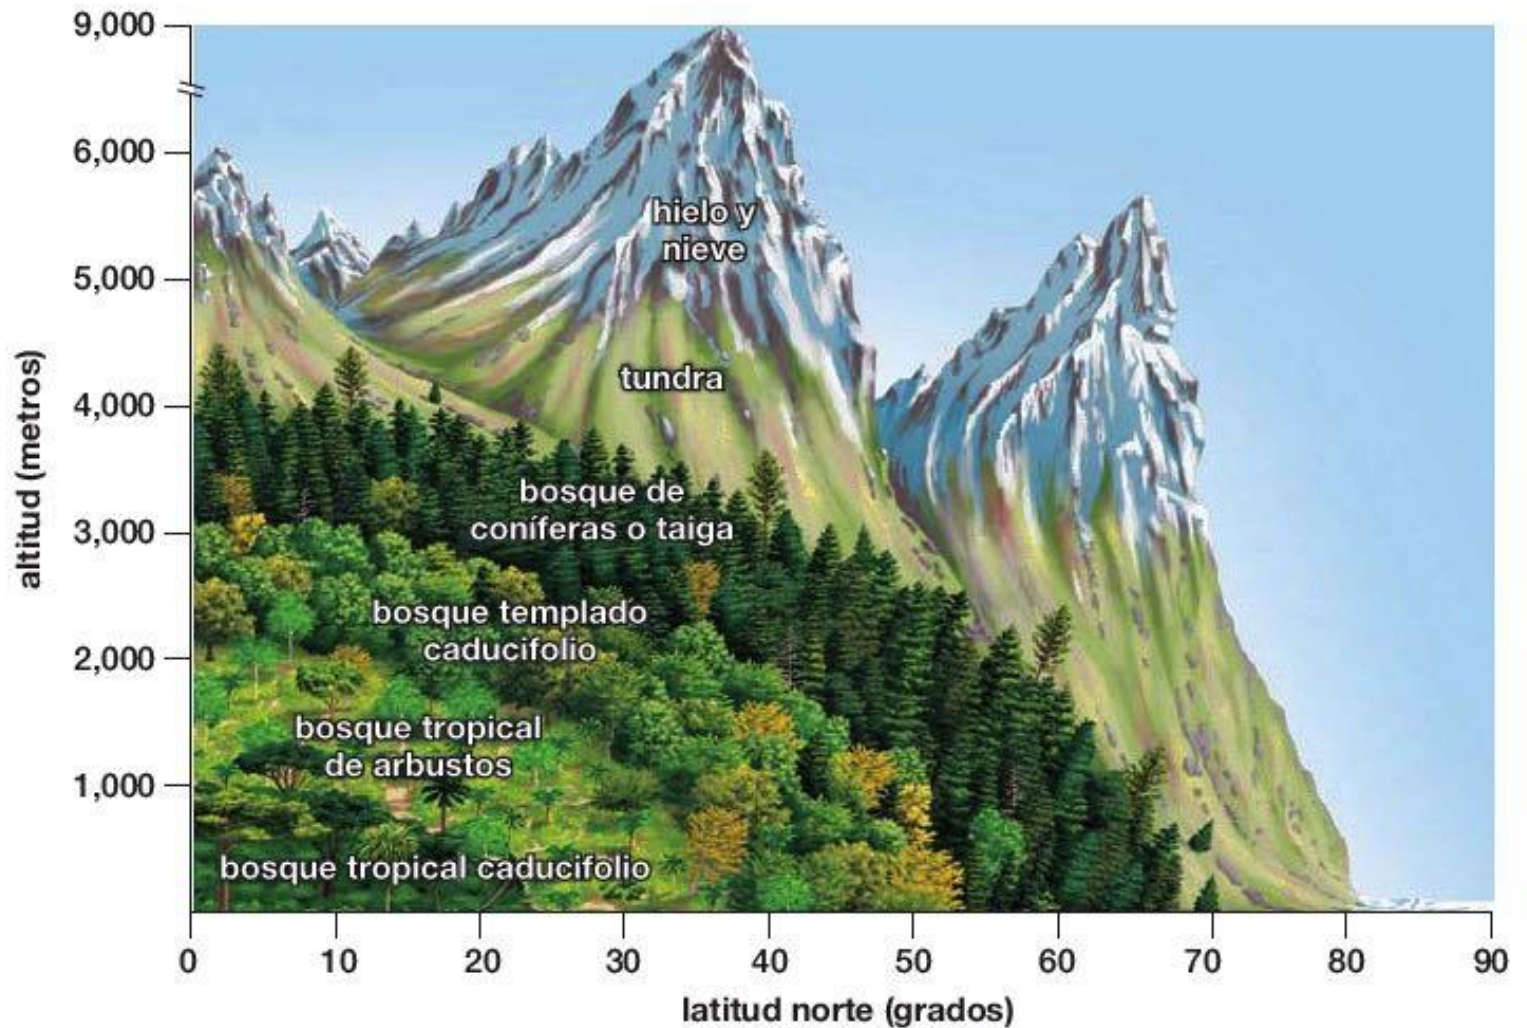 9,000
6,000
5,000
4,000
3,000
2,000
1,000
altitud (metros)
hielo y
nieve
tundra
bosque de
coníferas o taiga
bosque templado
caducifolio
bosque tropical
de arbustos
bosque tropical caducifolio
0 10 20 30 40 50 60 70 80 90
latitud norte (grados)